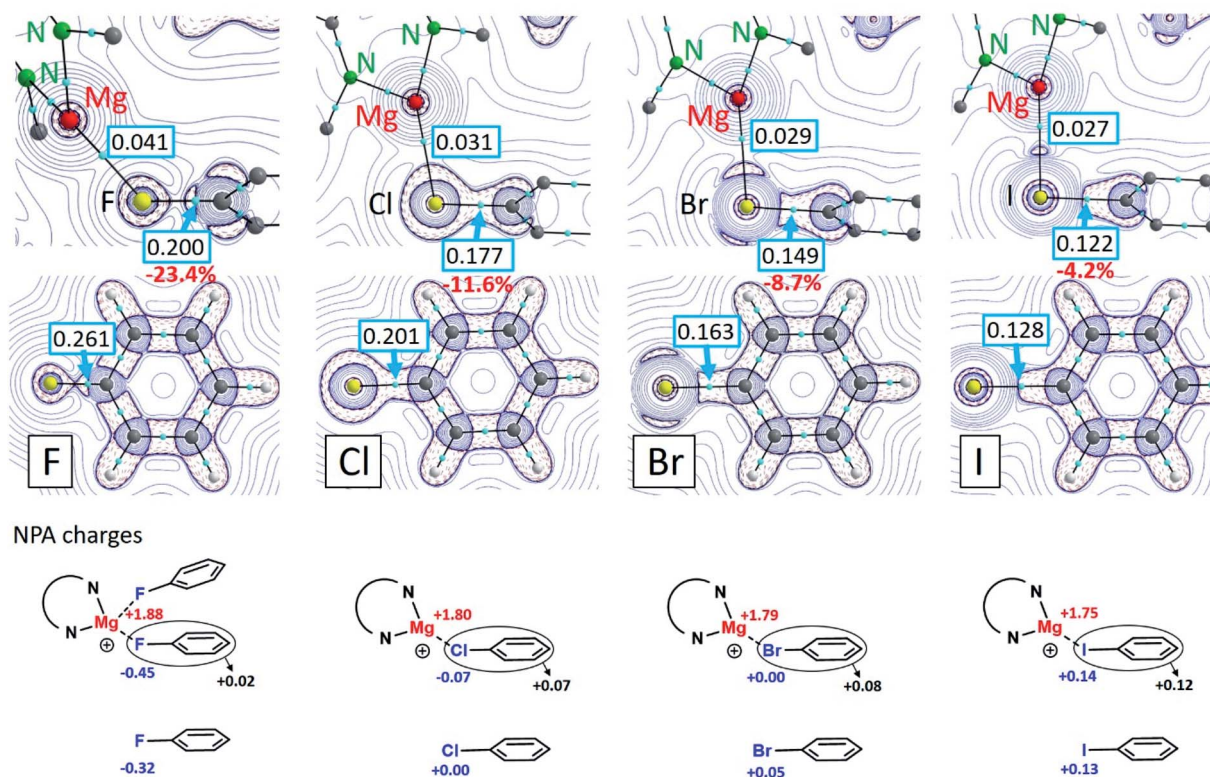 N N N N N N N N
Mg Mg Mg Mg
0.041 0.031 0.029 0.027
F Cl Br I
0.200 0.177 0.149 0.122
-23.4% -11.6% -8.7% -4.2%
0.261 0.201 0.163 0.128
F Cl Br I
NPA charges
F
N N N N
Mg +1.88 Mg +1.80 Mg +1.79 Mg +1.75
N F N Cl N Br N I
⊕ ⊕ ⊕ ⊕
-0.45 -0.07 +0.00 +0.14
+0.02 +0.07 +0.08 +0.12
F Cl Br I
-0.32 +0.00 +0.05 +0.13